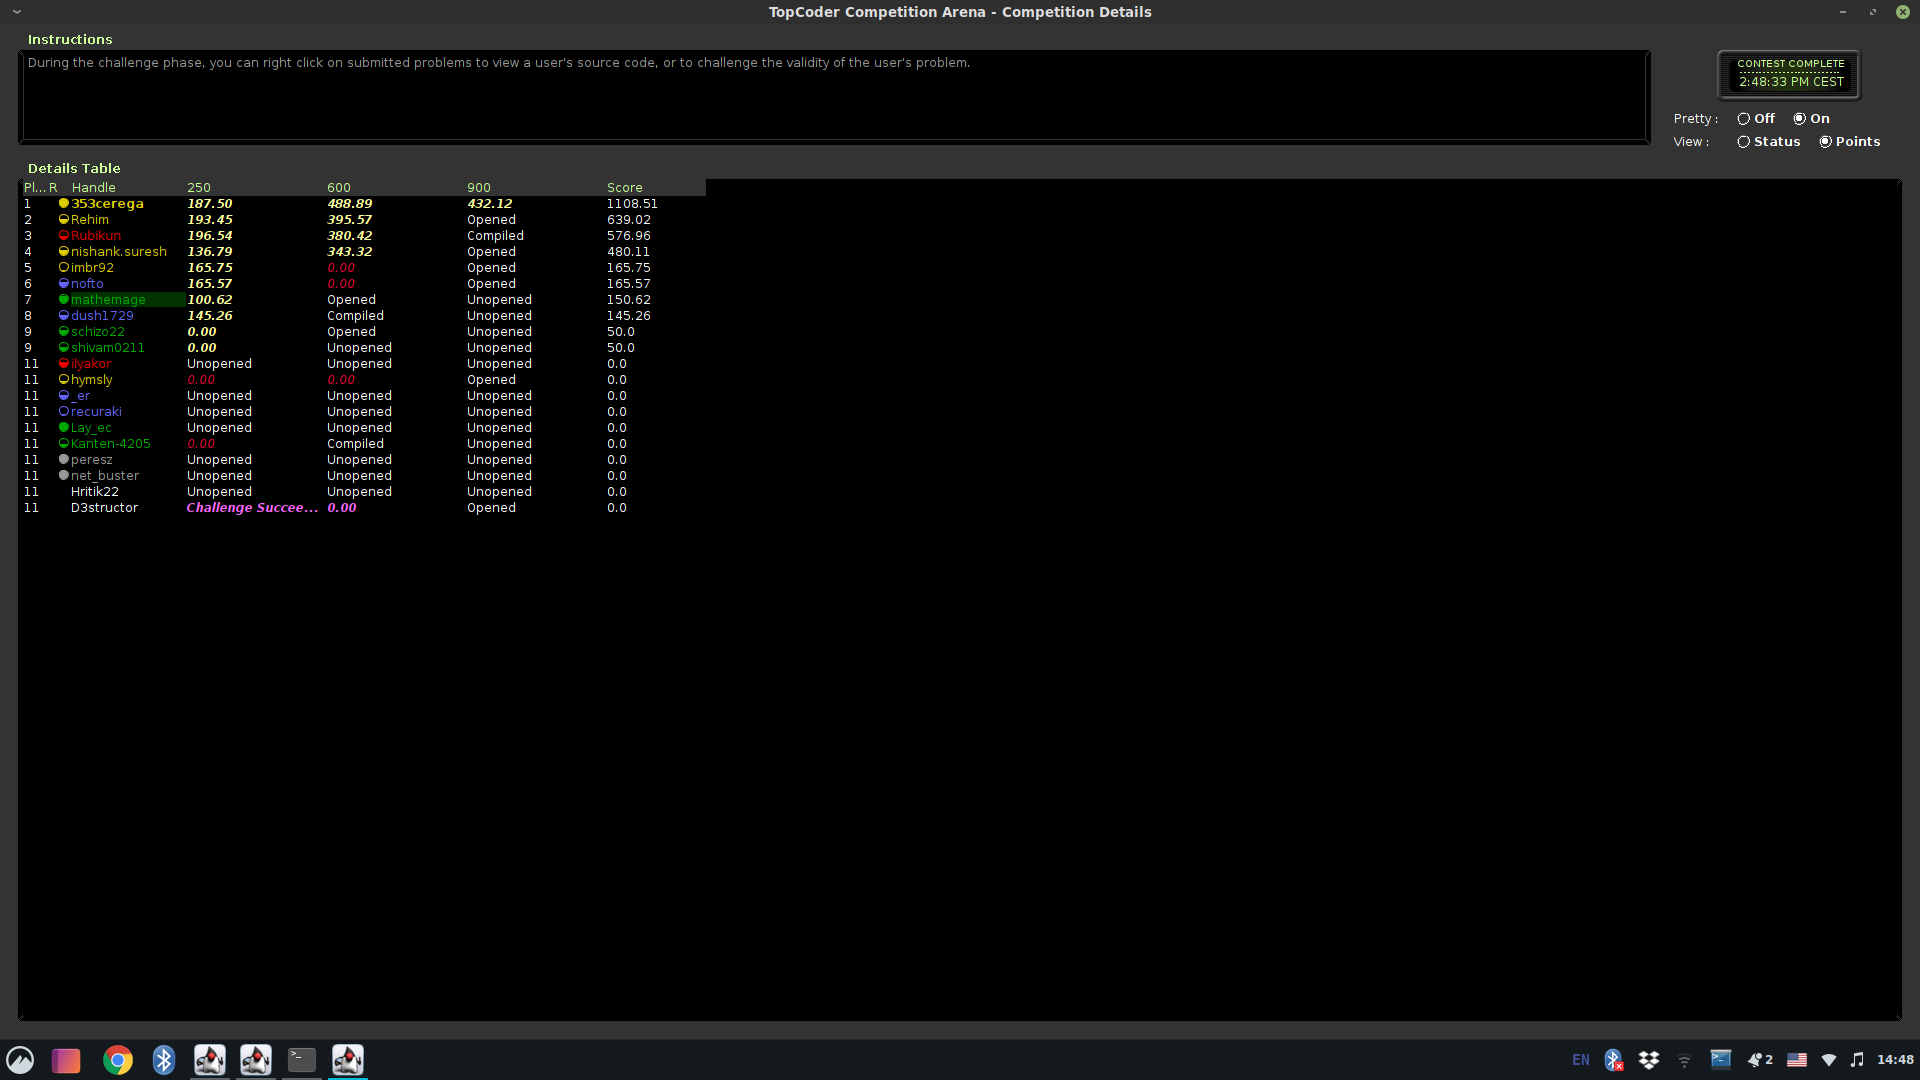 TopCoder Competition Arena - Competition Details
Instructions
During the challenge phase, you can right click on submitted problems to view a user's source code, or to challenge the validity of the user's problem.
CONTEST COMPLETE
2:48:33 PM CEST
Pretty : Off On
View : Status Points
Details Table
Pl... R Handle 250 600 900 Score
1 353cerega 187.50 488.89 432.12 1108.51
2 Rehim 193.45 395.57 Opened 639.02
3 Rubikun 196.54 380.42 Compiled 576.96
4 nishank.suresh 136.79 343.32 Opened 480.11
5 imbr92 165.75 0.00 Opened 165.75
6 nofto 165.57 0.00 Opened 165.57
7 mathemage 100.62 Opened Unopened 150.62
8 dush1729 145.26 Compiled Unopened 145.26
9 schizo22 0.00 Opened Unopened 50.0
9 shivam0211 0.00 Unopened Unopened 50.0
11 ilyakor Unopened Unopened Unopened 0.0
11 hymsly 0.00 0.00 Opened 0.0
11 _er Unopened Unopened Unopened 0.0
11 recuraki Unopened Unopened Unopened 0.0
11 Lay_ec Unopened Unopened Unopened 0.0
11 Kanten-4205 0.00 Compiled Unopened 0.0
11 peresz Unopened Unopened Unopened 0.0
11 net_buster Unopened Unopened Unopened 0.0
11 Hritik22 Unopened Unopened Unopened 0.0
11 D3structor Challenge Succee... 0.00 Opened 0.0
EN 2 14:48